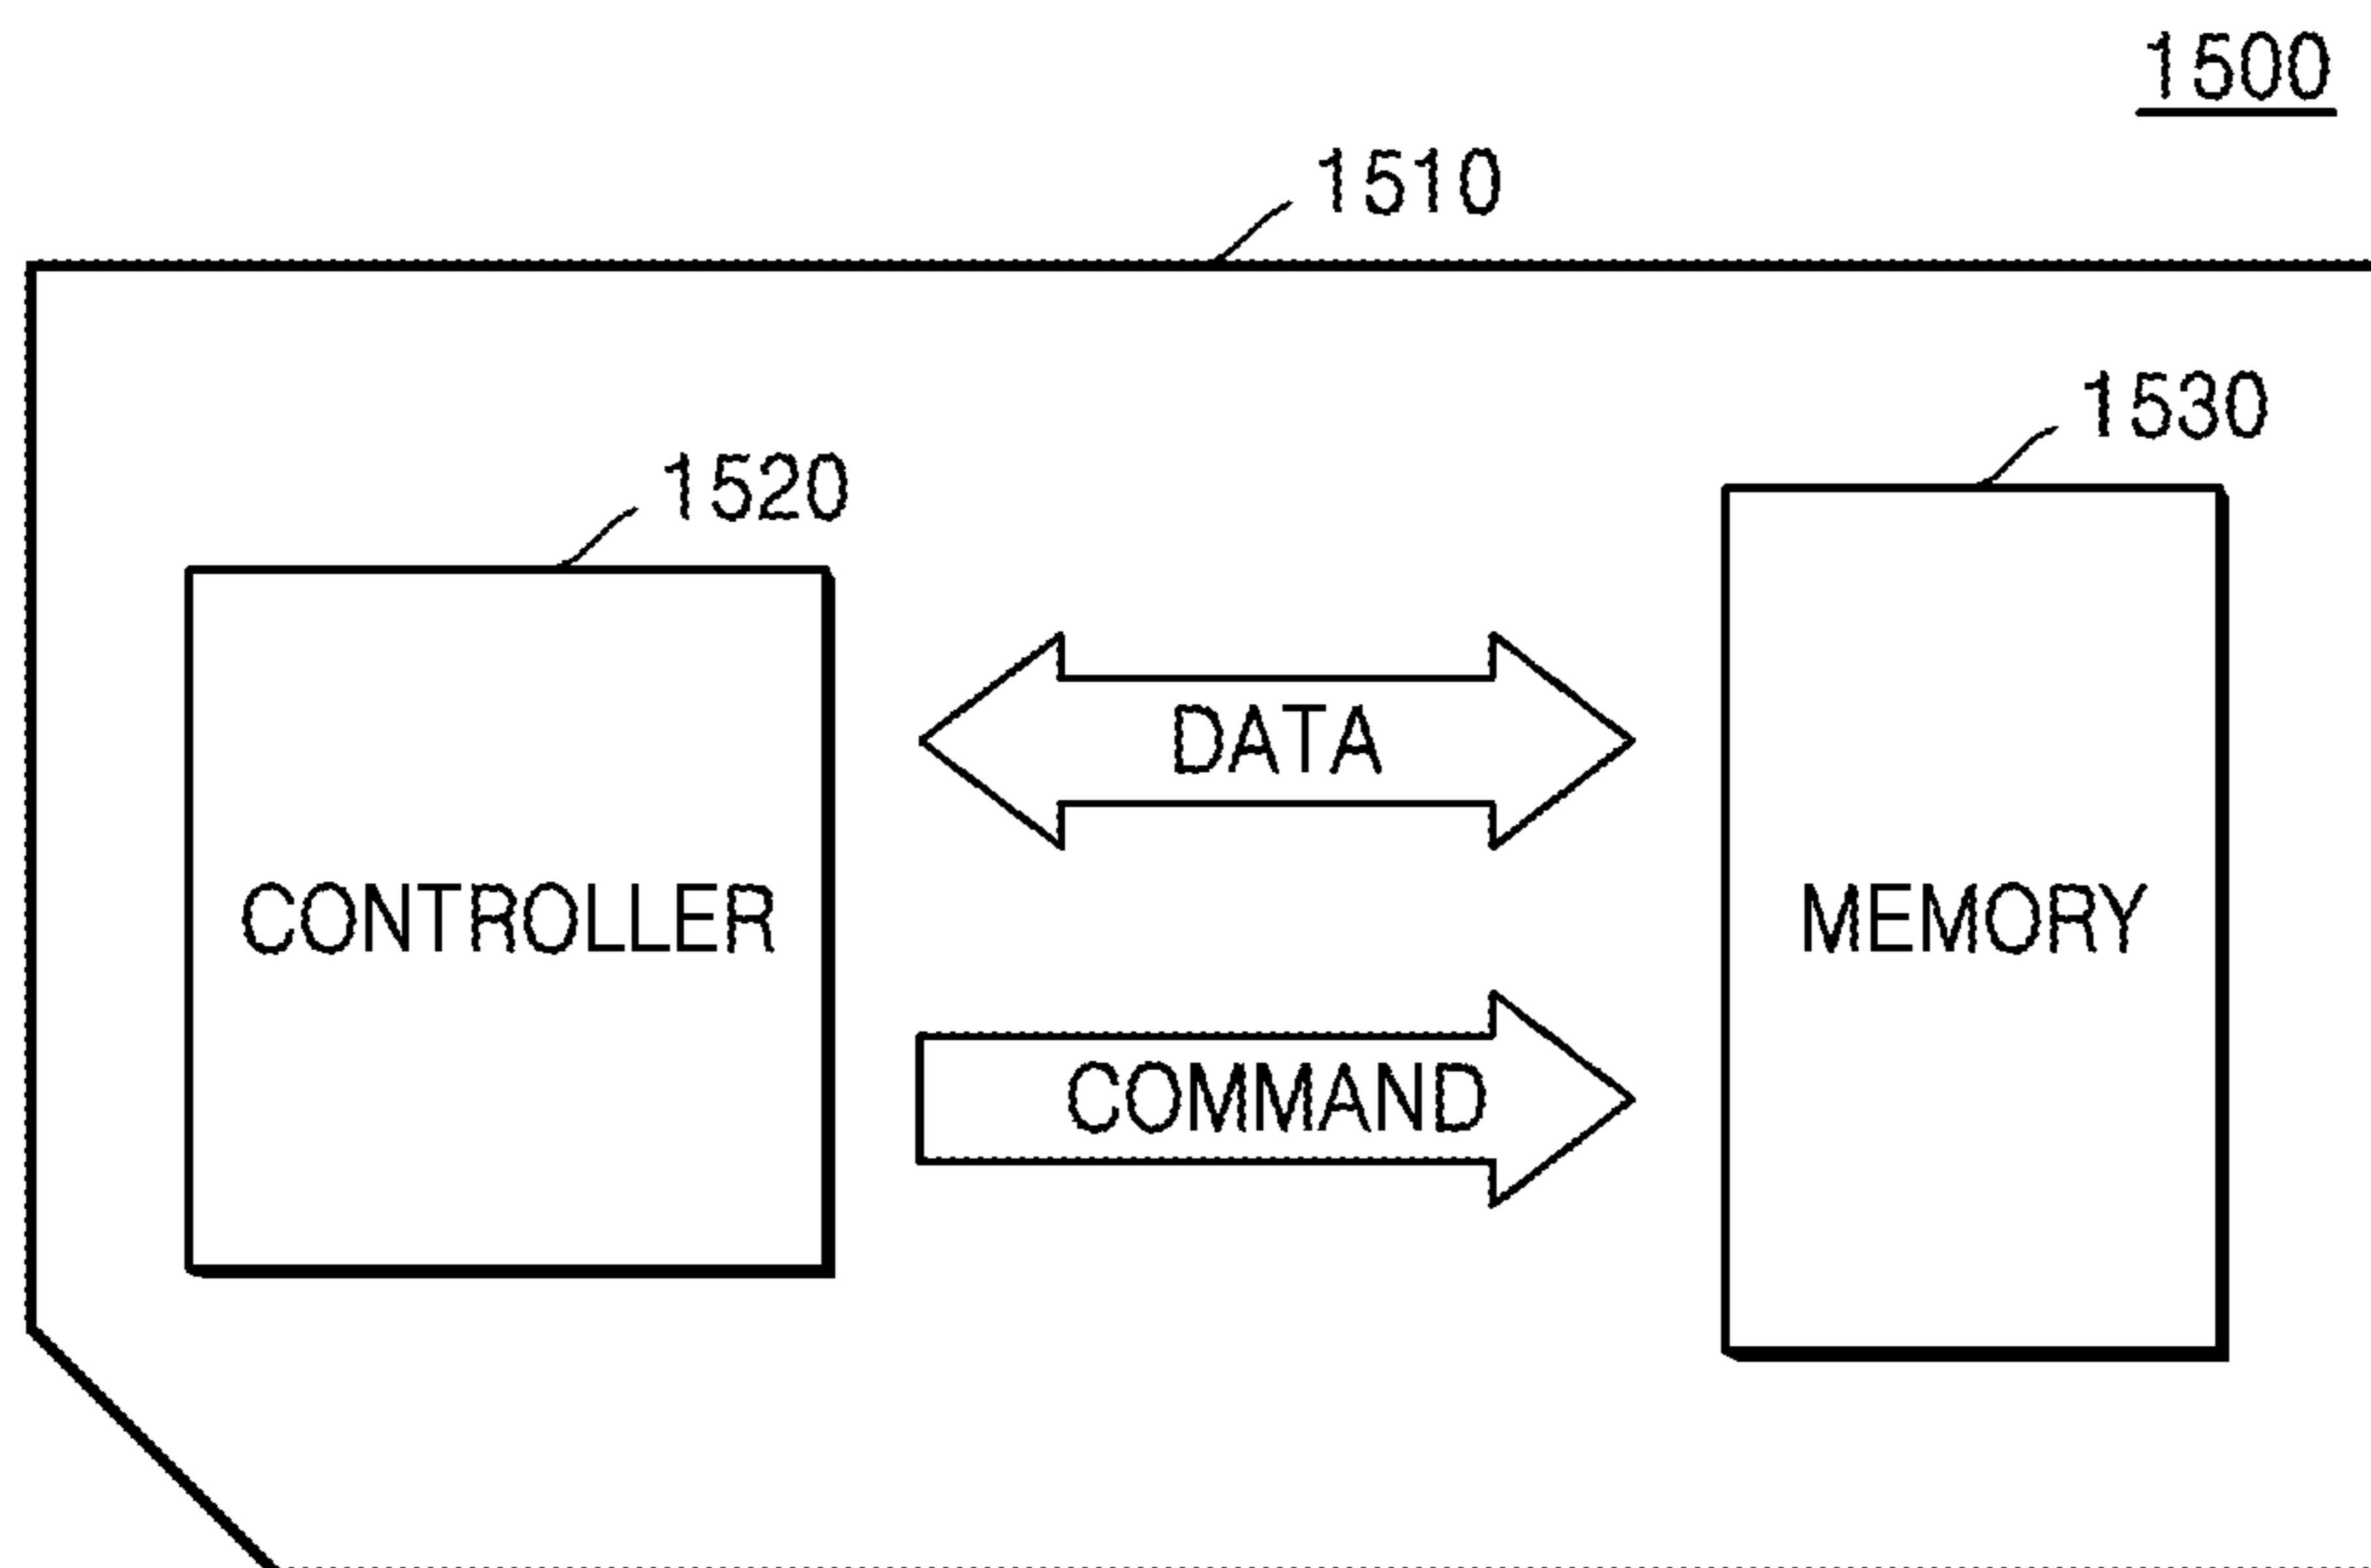 1500
1510
1530
1520
DATA
CONTROLLER
MEMORY
COMMAND